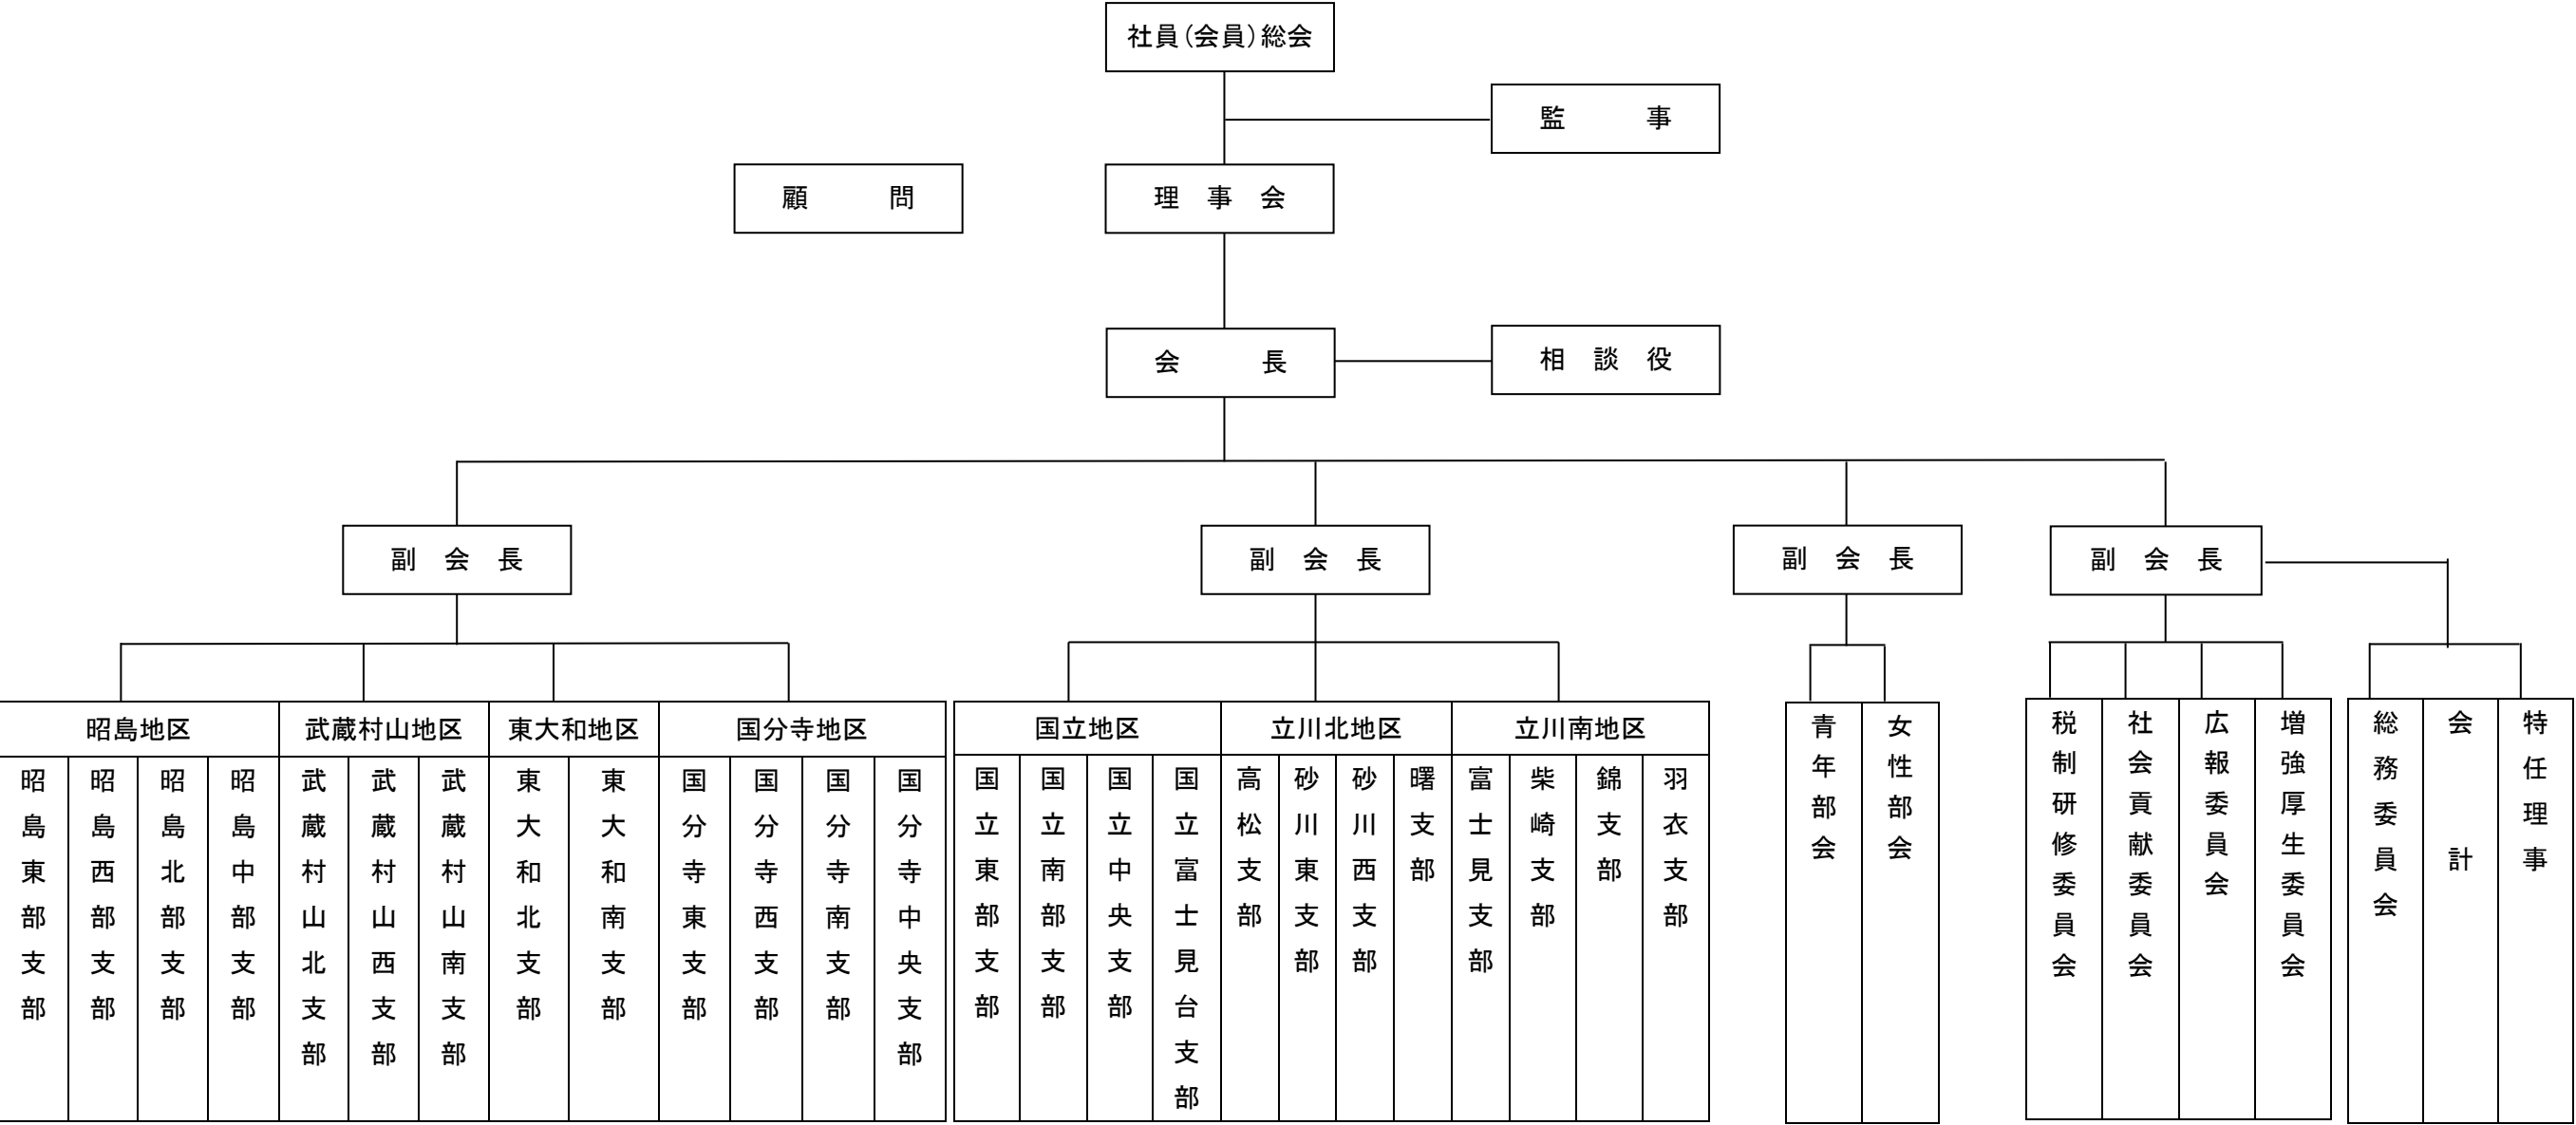 社員(会員)総会
監　　　事
顧　　　問
理　事　会
会　　　長
相　談　役
副　会　長
副　会　長
副　会　長
副　会　長
昭島地区
武蔵村山地区
東大和地区
国分寺地区
国立地区
立川北地区
立川南地区
昭島東部支部
昭島西部支部
昭島北部支部
昭島中部支部
武蔵村山北支部
武蔵村山西支部
武蔵村山南支部
東大和北支部
東大和南支部
国分寺東支部
国分寺西支部
国分寺南支部
国分寺中央支部
国立東部支部
国立南部支部
国立中央支部
国立富士見台支部
高松支部
砂川東支部
砂川西支部
曙支部
富士見支部
柴崎支部
錦支部
羽衣支部
青年部会
女性部会
税制研修委員会
社会貢献委員会
広報委員会
増強厚生委員会
総務委員会
会　　計
特任理事